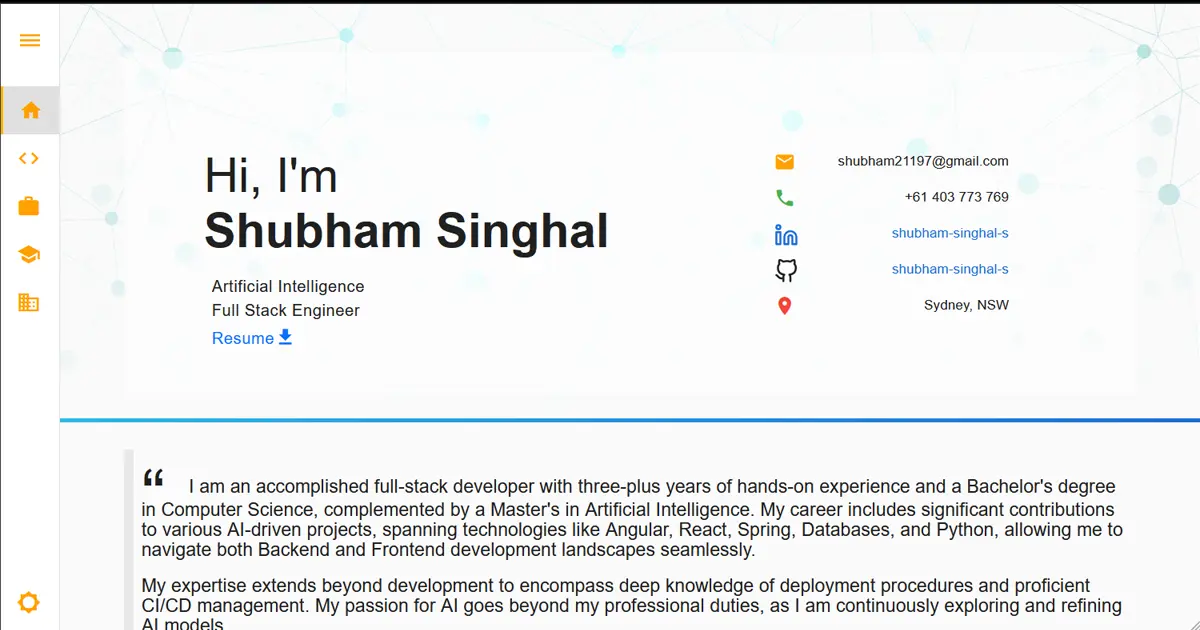 Hi, I'm
Shubham Singhal
Artificial Intelligence
Full Stack Engineer
Resume
shubham21197@gmail.com
+61 403 773 769
shubham-singhal-s
shubham-singhal-s
Sydney, NSW
“ I am an accomplished full-stack developer with three-plus years of hands-on experience and a Bachelor's degree
in Computer Science, complemented by a Master's in Artificial Intelligence. My career includes significant contributions
to various AI-driven projects, spanning technologies like Angular, React, Spring, Databases, and Python, allowing me to
navigate both Backend and Frontend development landscapes seamlessly.
My expertise extends beyond development to encompass deep knowledge of deployment procedures and proficient
CI/CD management. My passion for AI goes beyond my professional duties, as I am continuously exploring and refining
AI models